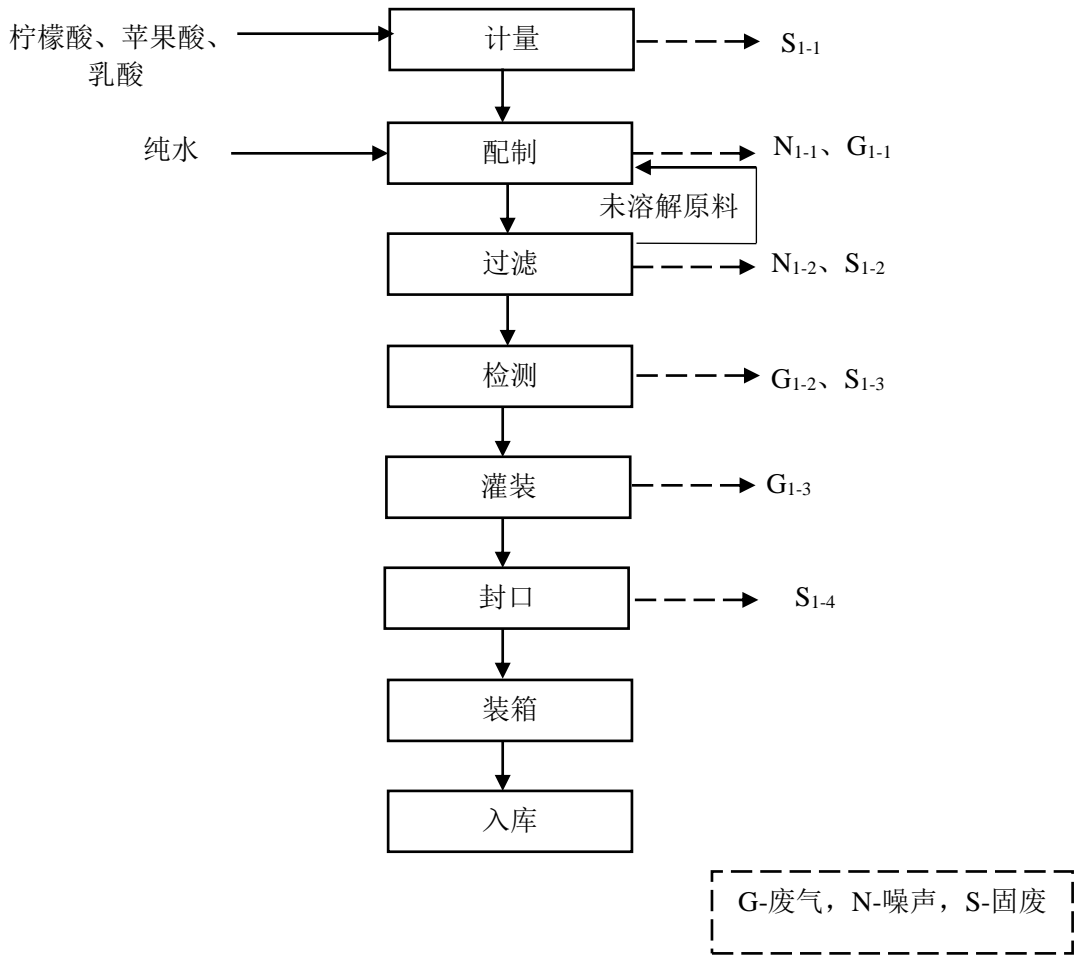 柠檬酸、苹果酸、
乳酸
计量
S1-1
纯水
配制
N1-1、G1-1
未溶解原料
过滤
N1-2、S1-2
检测
G1-2、S1-3
灌装
G1-3
封口
S1-4
装箱
入库
G-废气，N-噪声，S-固废